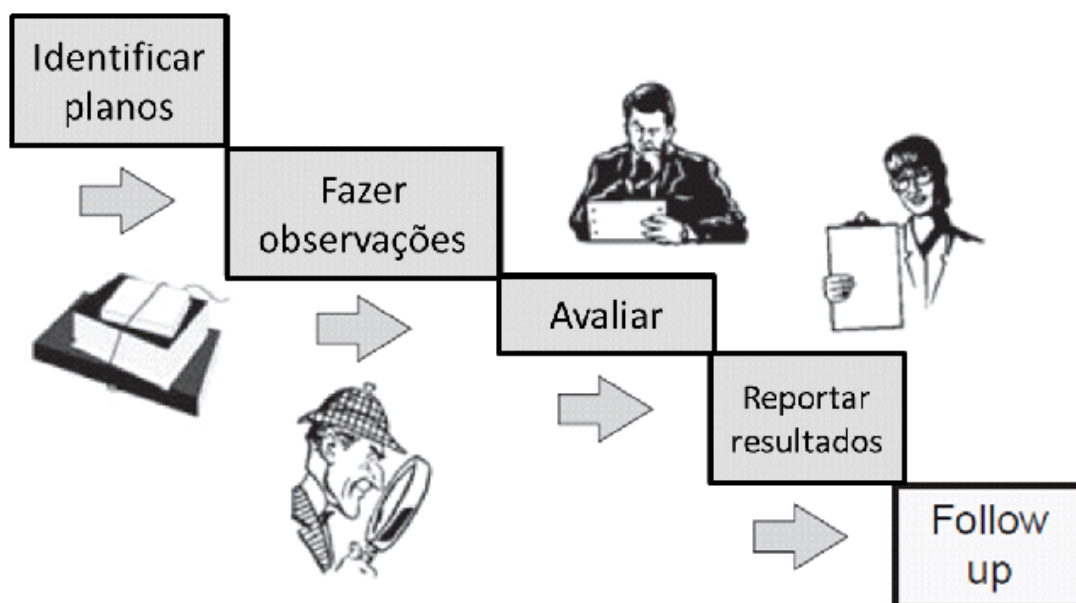 Identificar
planos
Fazer
observações
Avaliar
Reportar
resultados
Follow
up